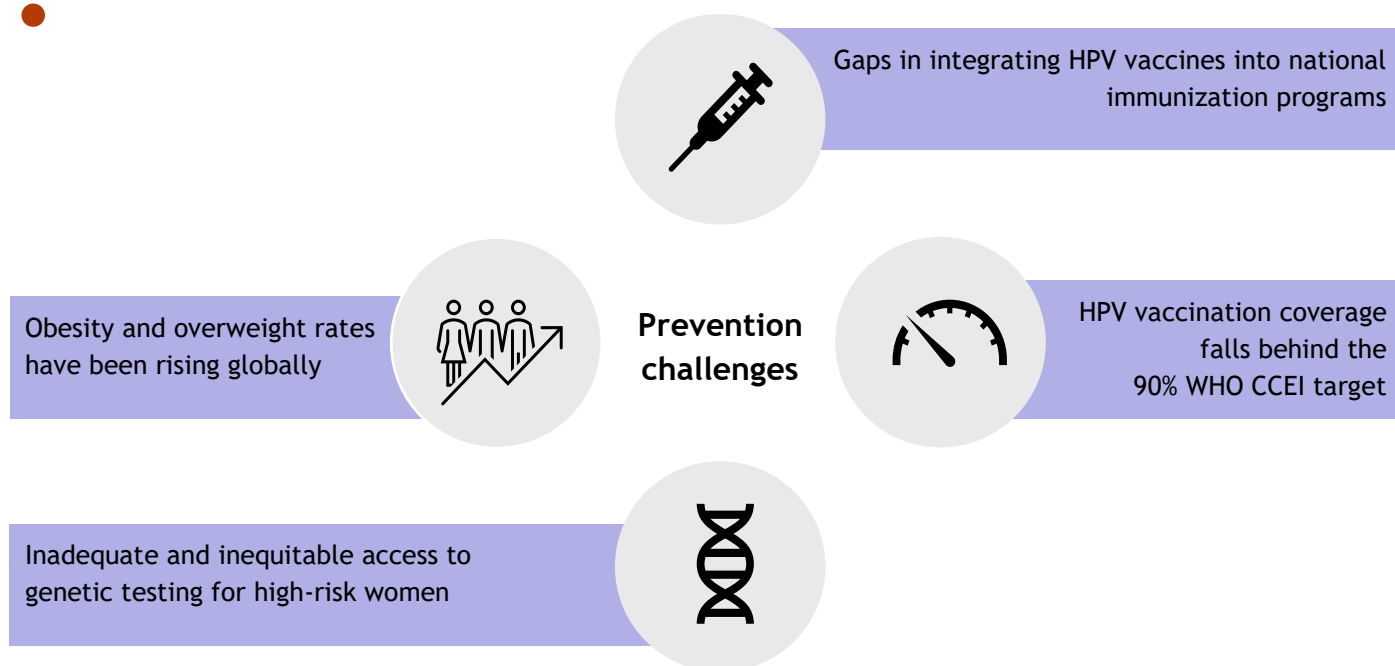 Gaps in integrating HPV vaccines into national
immunization programs
Obesity and overweight rates
have been rising globally
Prevention
challenges
HPV vaccination coverage
falls behind the
90% WHO CCEI target
Inadequate and inequitable access to
genetic testing for high-risk women